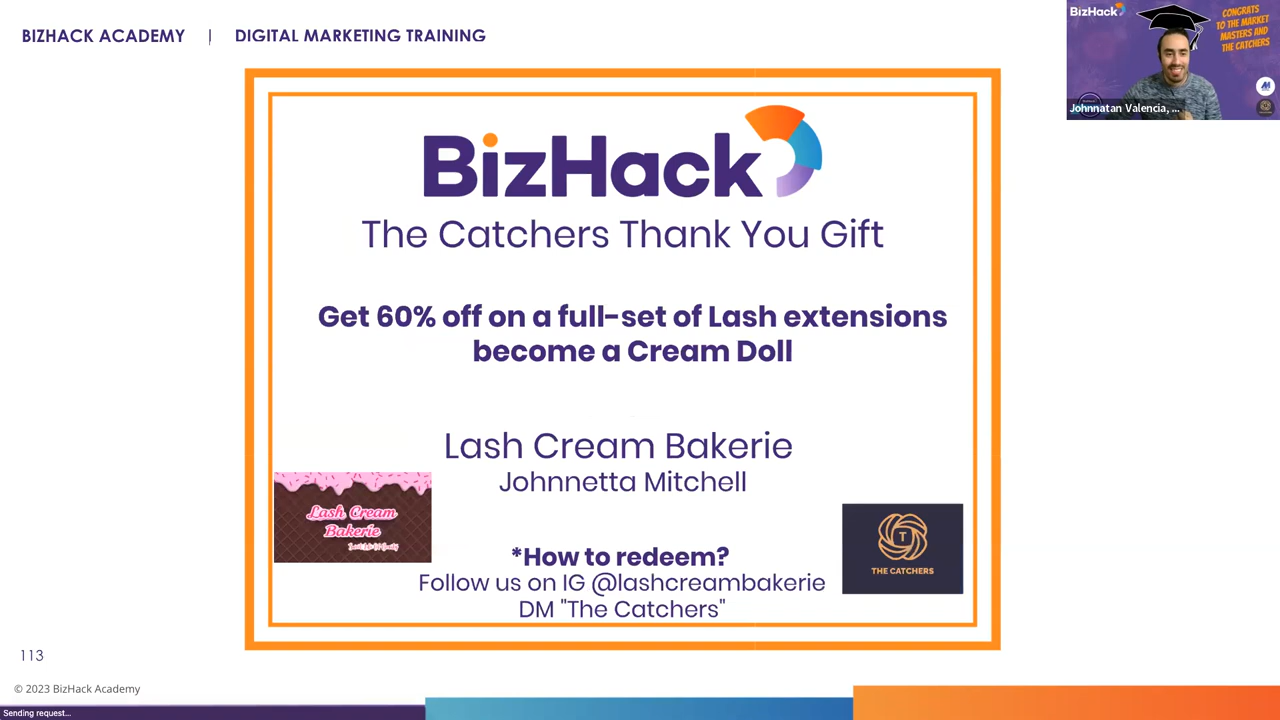 BIZHACK ACADEMY | DIGITAL MARKETING TRAINING
BizHack
CONGRATS
TO THE MARKET
MASTERS AND
THE CATCHERS
Johnnatan Valencia, ...
BizHack
The Catchers Thank You Gift
Get 60% off on a full-set of Lash extensions
become a Cream Doll
Lash Cream Bakerie
Johnnetta Mitchell
Lash Cream
Bakerie
T
THE CATCHERS
*How to redeem?
Follow us on IG @lashcreambakerie
DM "The Catchers"
113
© 2023 BizHack Academy
Sending request...